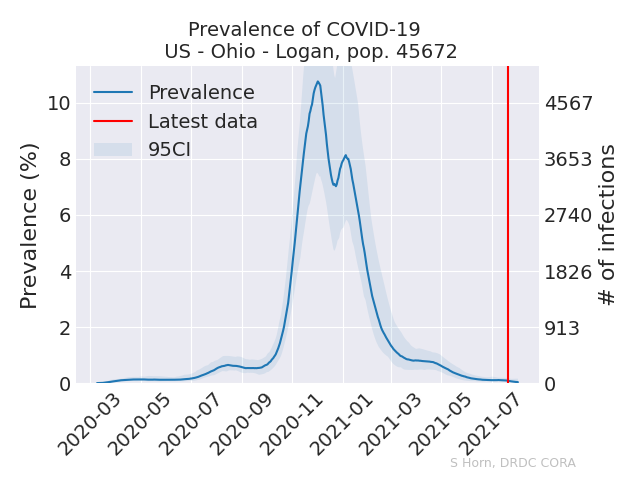 Prevalence of COVID-19
US - Ohio - Logan, pop. 45672
Prevalence
Latest data
95CI
Prevalence (%)
10
8
6
4
2
0
4567
3653
2740
1826
913
0
# of infections
2020-03
2020-05
2020-07
2020-09
2020-11
2021-01
2021-03
2021-05
2021-07
S Horn, DRDC CORA